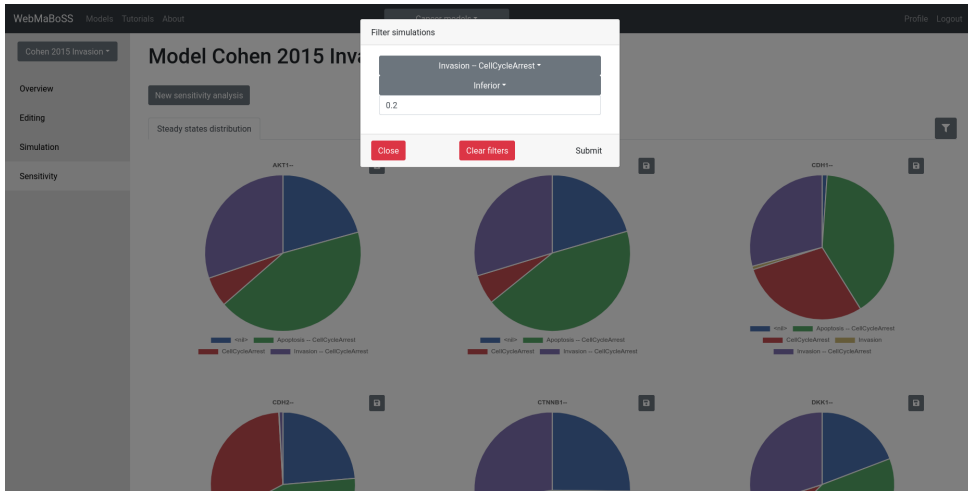 WebMaBoSS Models Tutorials About Cancer models Profile Logout
Filter simulations
Cohen 2015 Invasion
Model Cohen 2015 Inva
Invasion -- CellCycleArrest
Overview
Inferior
New sensitivity analysis
0.2
Editing
Steady states distribution
Simulation
Close Clear filters Submit
Sensitivity
AKT1-- CDH1--
<nil> Apoptosis -- CellCycleArrest
CellCycleArrest Invasion -- CellCycleArrest
<nil> Apoptosis -- CellCycleArrest
CellCycleArrest Invasion -- CellCycleArrest
<nil> Apoptosis -- CellCycleArrest
CellCycleArrest Invasion
Invasion -- CellCycleArrest
CDH2-- CTNNB1-- DKK1--